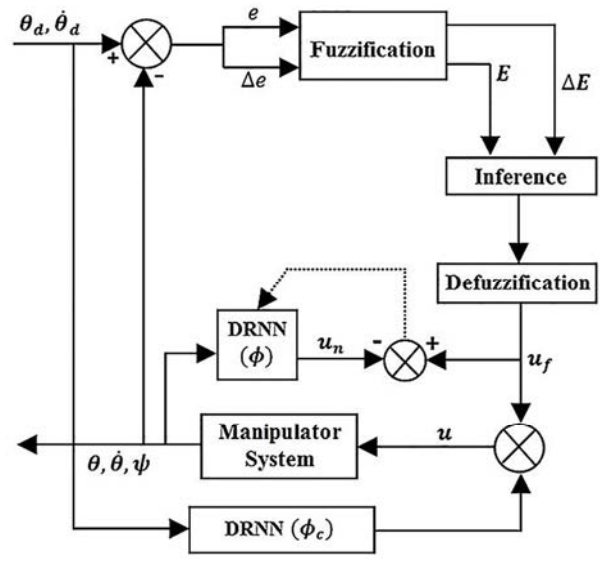 θ_d, θ̇_d
+
-
e
Δe
Fuzzification
E
ΔE
Inference
Defuzzification
DRNN
(ϕ)
u_n
-
+
u_f
Manipulator
System
u
θ, θ̇, ψ
DRNN (ϕ_c)